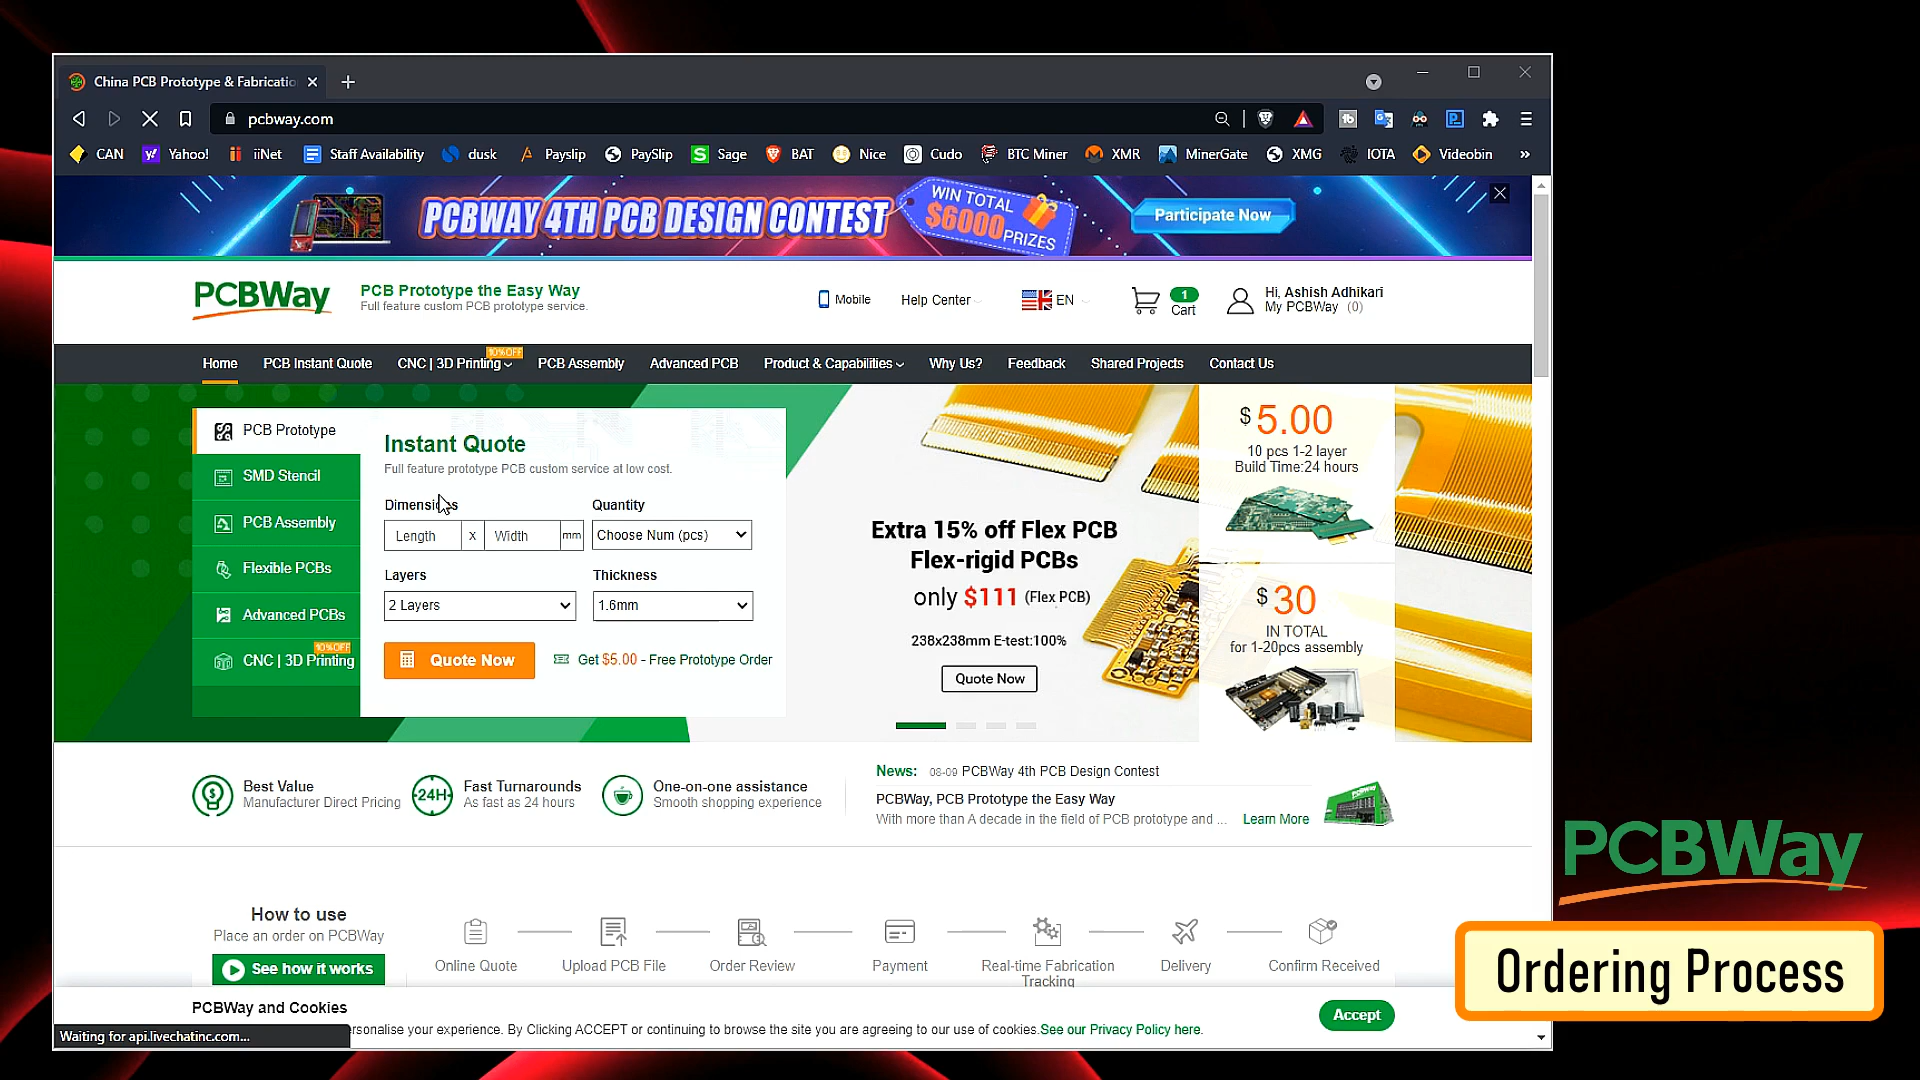 China PCB Prototype & Fabricatio
pcbway.com
CAN Yahoo! iiNet Staff Availability dusk Payslip PaySlip Sage BAT Nice Cudo BTC Miner XMR MinerGate XMG IOTA Videobin »
PCBWAY 4TH PCB DESIGN CONTEST
WIN TOTAL
$6000
PRIZES
Participate Now
PCBWay
PCB Prototype the Easy Way
Full feature custom PCB prototype service.
Mobile
Help Center
EN
1
Cart
Hi, Ashish Adhikari
My PCBWay (0)
10%OFF
Home PCB Instant Quote CNC | 3D Printing PCB Assembly Advanced PCB Product & Capabilities Why Us? Feedback Shared Projects Contact Us
PCB Prototype
SMD Stencil
PCB Assembly
Flexible PCBs
Advanced PCBs
10%OFF
CNC | 3D Printing
Instant Quote
Full feature prototype PCB custom service at low cost.
Dimensions Quantity
Length x Width mm Choose Num (pcs)
Layers Thickness
2 Layers 1.6mm
Quote Now Get $5.00 - Free Prototype Order
Extra 15% off Flex PCB
Flex-rigid PCBs
only $111 (Flex PCB)
238x238mm E-test:100%
Quote Now
$ 5.00
10 pcs 1-2 layer
Build Time:24 hours
$ 30
IN TOTAL
for 1-20pcs assembly
Best Value
Manufacturer Direct Pricing
24H
Fast Turnarounds
As fast as 24 hours
One-on-one assistance
Smooth shopping experience
News: 08-09 PCBWay 4th PCB Design Contest
PCBWay, PCB Prototype the Easy Way
With more than A decade in the field of PCB prototype and ... Learn More
PCBWay
How to use
Place an order on PCBWay
See how it works
Online Quote Upload PCB File Order Review Payment Real-time Fabrication Tracking Delivery Confirm Received
PCBWay and Cookies
ersonalise your experience. By Clicking ACCEPT or continuing to browse the site you are agreeing to our use of cookies.See our Privacy Policy here.
Accept
Waiting for api.livechatinc.com...
PCBWay
Ordering Process